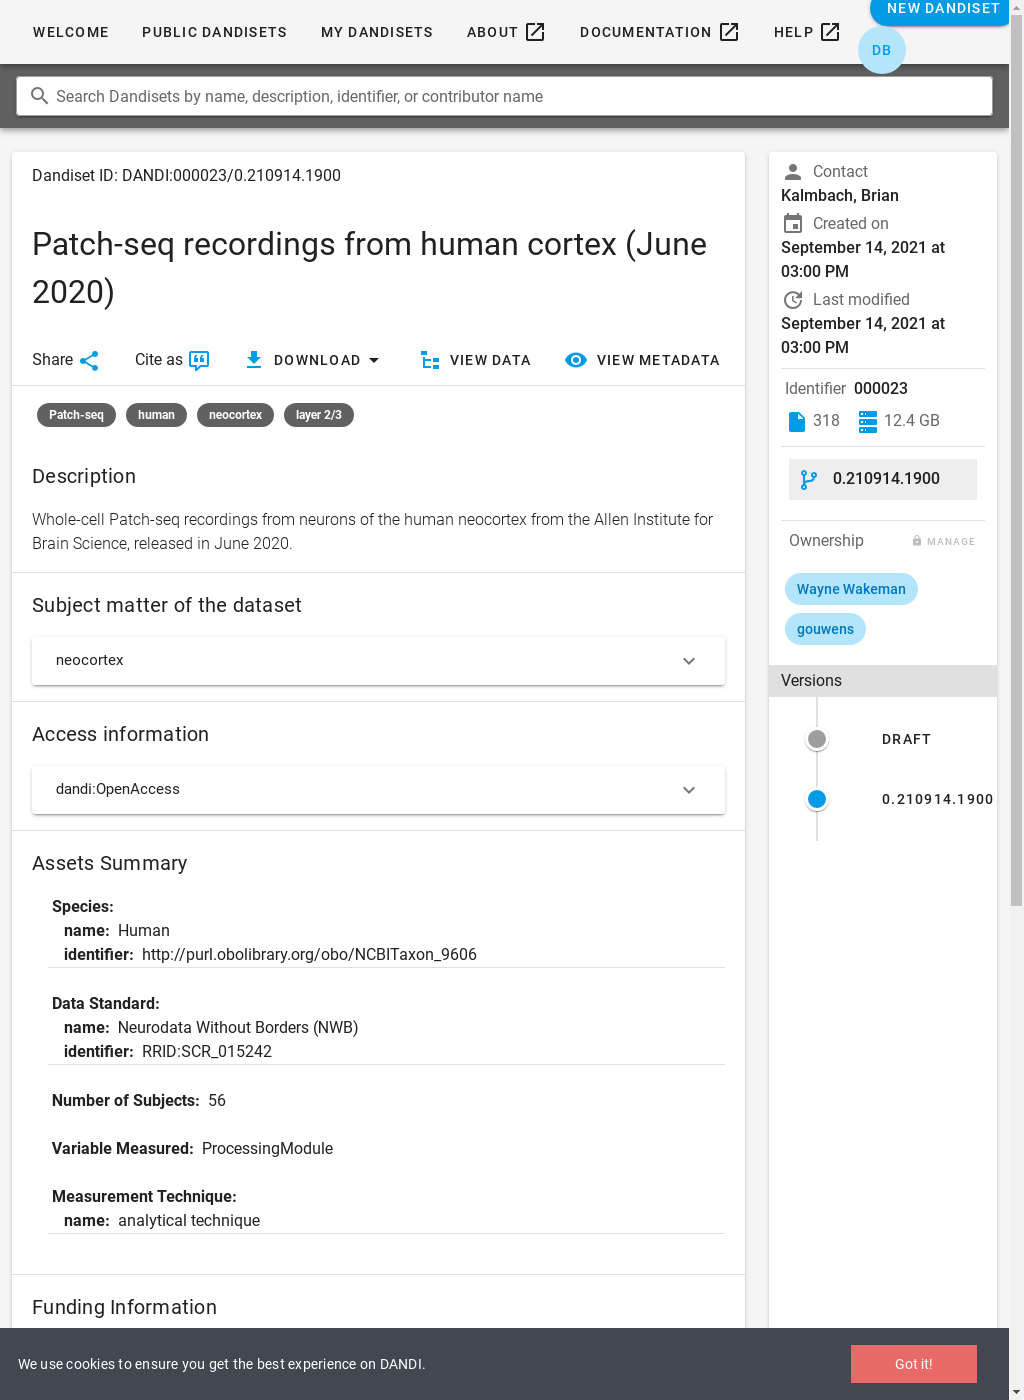 WELCOME PUBLIC DANDISETS MY DANDISETS ABOUT DOCUMENTATION HELP NEW DANDISET
DB
Search Dandisets by name, description, identifier, or contributor name
Dandiset ID: DANDI:000023/0.210914.1900
Patch-seq recordings from human cortex (June
2020)
Share Cite as DOWNLOAD VIEW DATA VIEW METADATA
Patch-seq human neocortex layer 2/3
Description
Whole-cell Patch-seq recordings from neurons of the human neocortex from the Allen Institute for
Brain Science, released in June 2020.
Subject matter of the dataset
neocortex
Access information
dandi:OpenAccess
Assets Summary
Species:
name: Human
identifier: http://purl.obolibrary.org/obo/NCBITaxon_9606
Data Standard:
name: Neurodata Without Borders (NWB)
identifier: RRID:SCR_015242
Number of Subjects: 56
Variable Measured: ProcessingModule
Measurement Technique:
name: analytical technique
Funding Information
Contact
Kalmbach, Brian
Created on
September 14, 2021 at
03:00 PM
Last modified
September 14, 2021 at
03:00 PM
Identifier 000023
318 12.4 GB
0.210914.1900
Ownership MANAGE
Wayne Wakeman
gouwens
Versions
DRAFT
0.210914.1900
We use cookies to ensure you get the best experience on DANDI.
Got it!